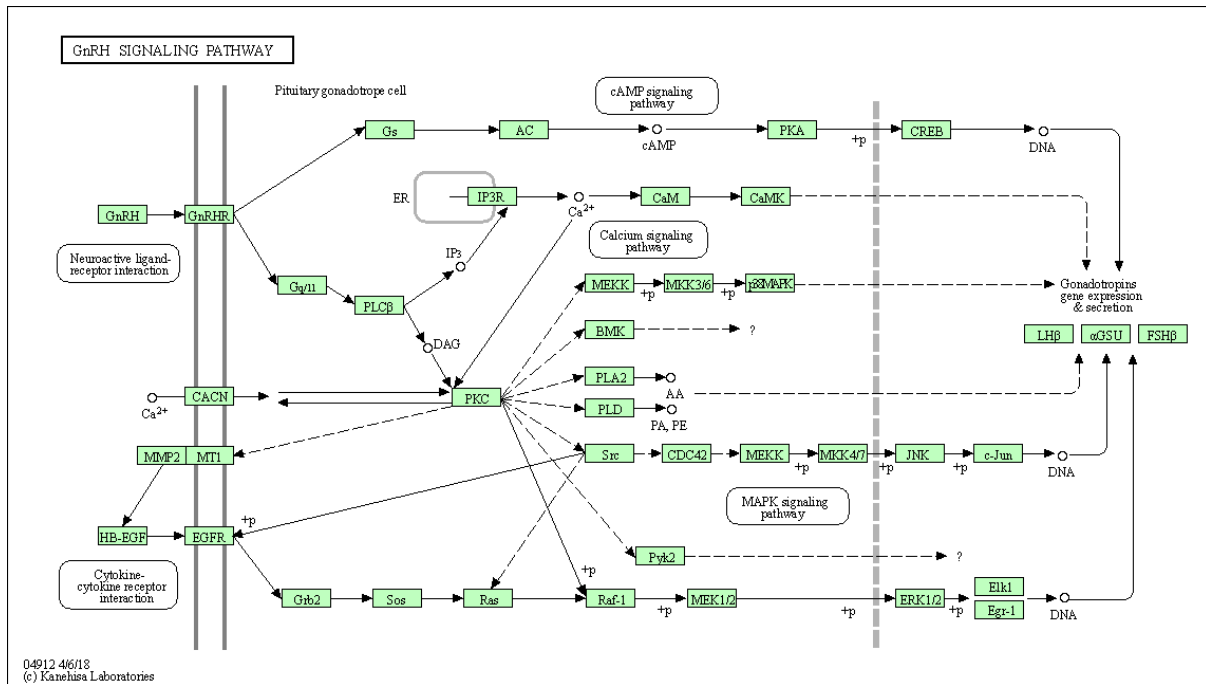 GnRH SIGNALING PATHWAY
Pituitary gonadotrope cell
cAMP signaling
pathway
Gs
AC
cAMP
PKA
+p
CREB
DNA
ER
IP3R
Ca2+
CaM
CaMK
GnRH
GnRHR
Neuroactive ligand-
receptor interaction
Calcium signaling
pathway
IP3
Gq/11
PLCβ
MEKK
+p
MKK3/6
+p
p38MAPK
Gonadotropins
gene expression
& secretion
BMK
?
LHβ
αGSU
FSHβ
DAG
PLA2
AA
CACN
Ca2+
PKC
PLD
PA, PE
MMP2
MT1
Src
CDC42
MEKK
+p
MKK4/7
+p
JNK
+p
c-Jun
DNA
MAPK signaling
pathway
HB-EGF
+p
EGFR
Pyk2
?
Cytokine-
cytokine receptor
interaction
+p
Grb2
Sos
Ras
Raf-1
+p
MEK1/2
+p
ERK1/2
+p
Elk1
Egr-1
DNA
04912 4/6/18
(c) Kanehisa Laboratories